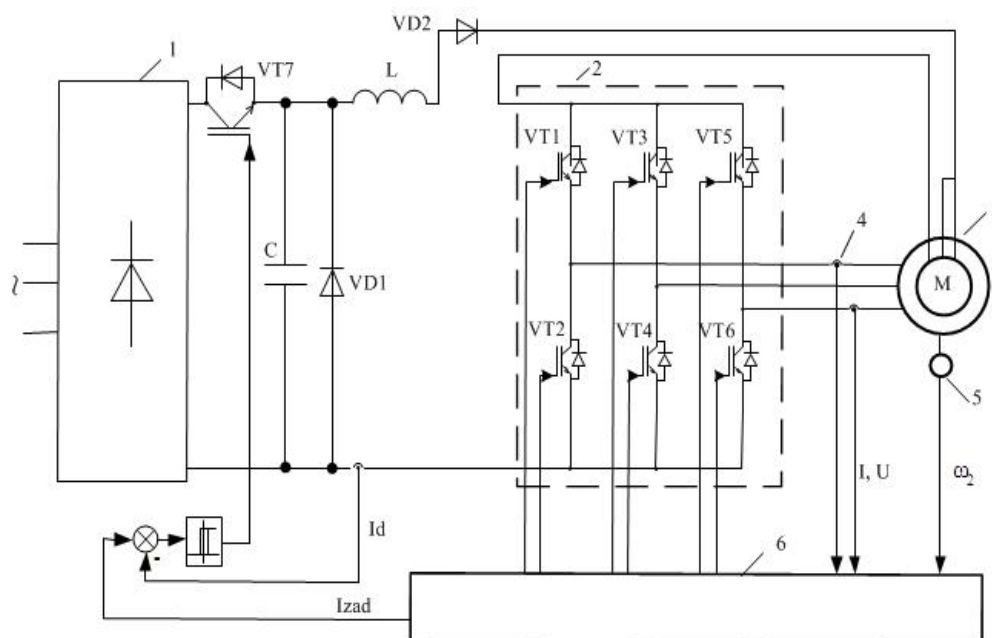 VD2
1
VT7
L
2
VT1
VT3
VT5
4
C
VD1
M
~
VT2
VT4
VT6
5
I, U
ω2
Id
6
-
Izad